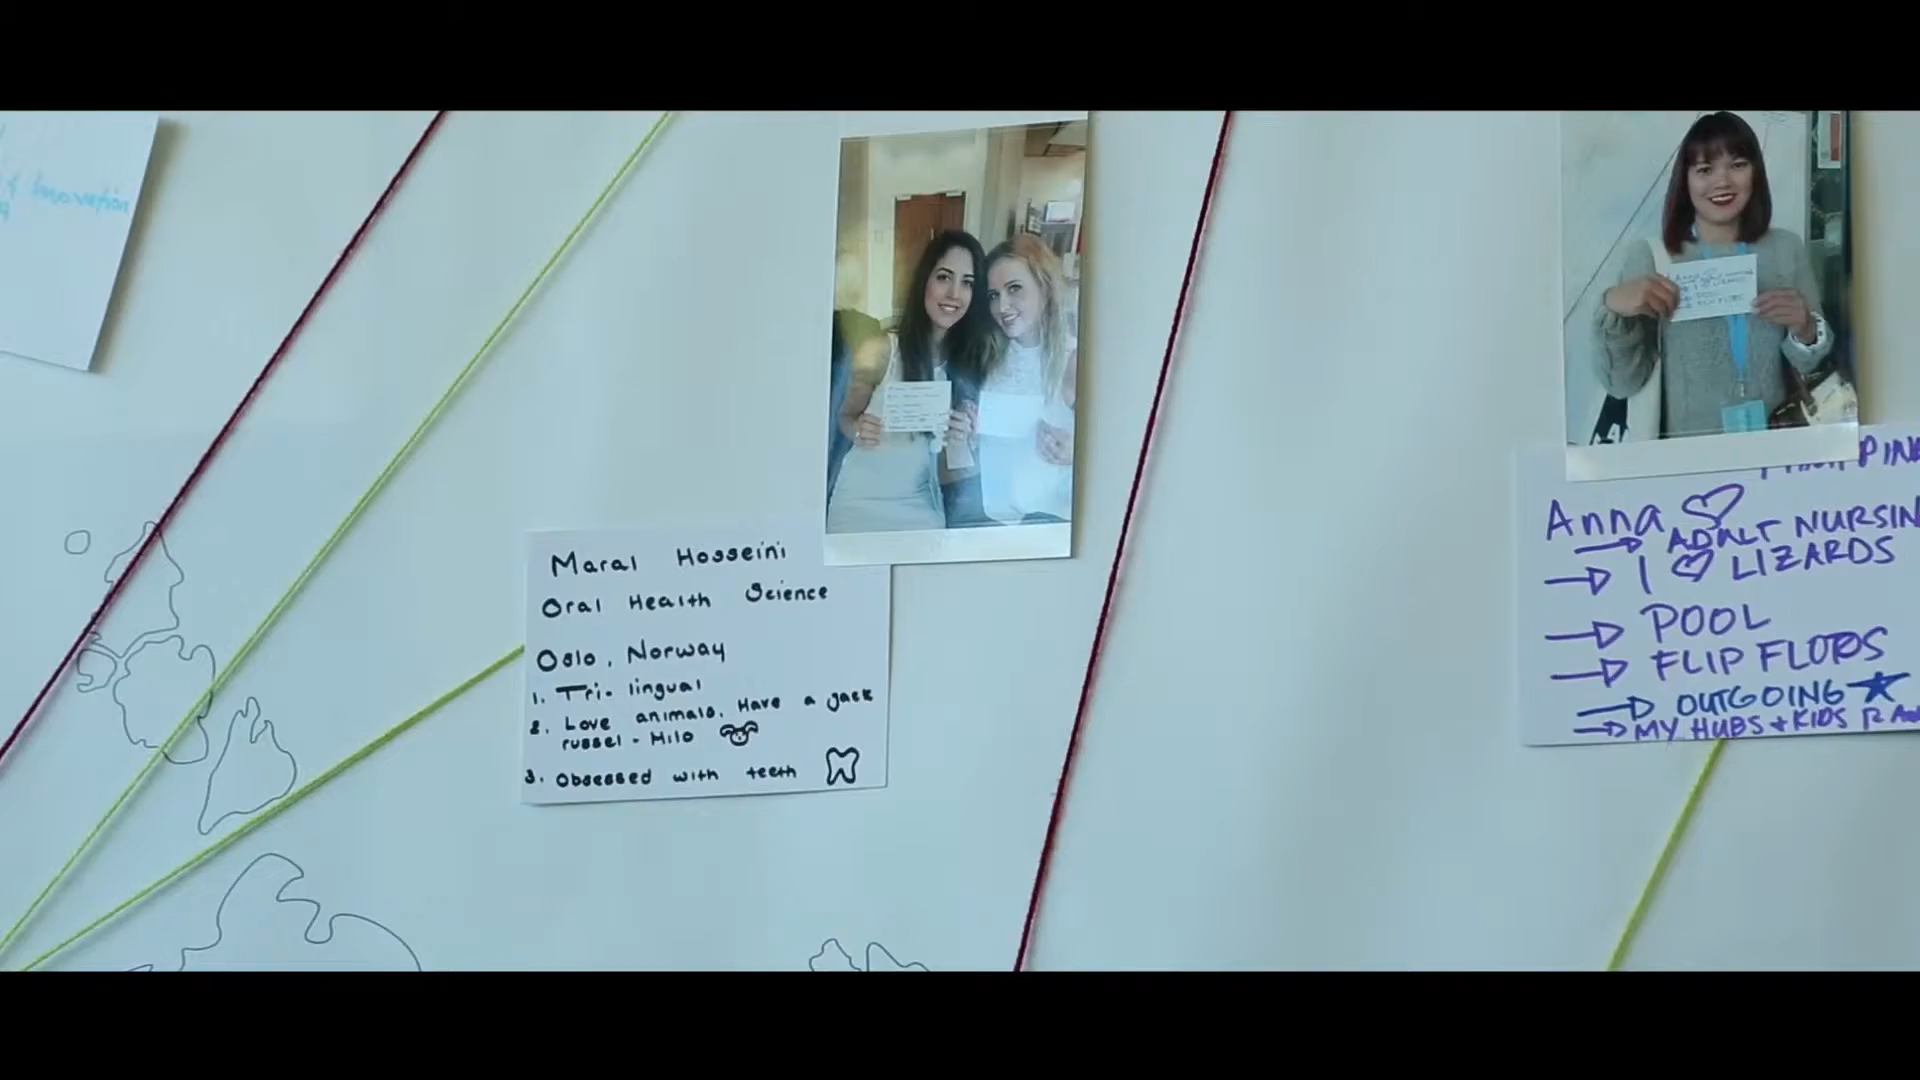 Innovation
Maral Hosseini
Oral Health Science
Oslo, Norway
1. Tri-lingual
2. Love animals. Have a jack
russel - Milo
3. Obsessed with teeth
Anna
ADULT NURSIN
I LIZARDS
POOL
FLIP FLOPS
OUTGOING
MY HUBS + KIDS R